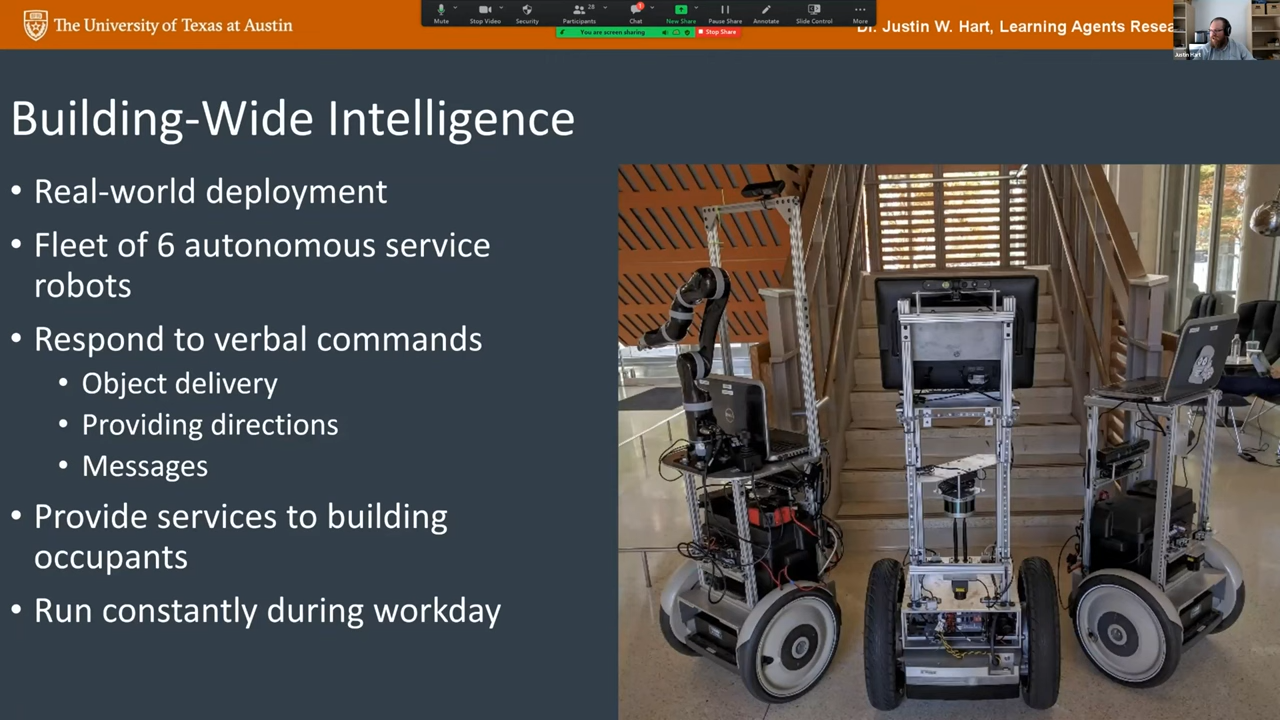 The University of Texas at Austin
Mute
Stop Video
Security
28
Participants
Chat
New Share
Pause Share
Annotate
Slide Control
More
You are screen sharing
Stop Share
Dr. Justin W. Hart, Learning Agents Resea
Justin Hart
Building-Wide Intelligence
• Real-world deployment
• Fleet of 6 autonomous service
robots
• Respond to verbal commands
• Object delivery
• Providing directions
• Messages
• Provide services to building
occupants
• Run constantly during workday